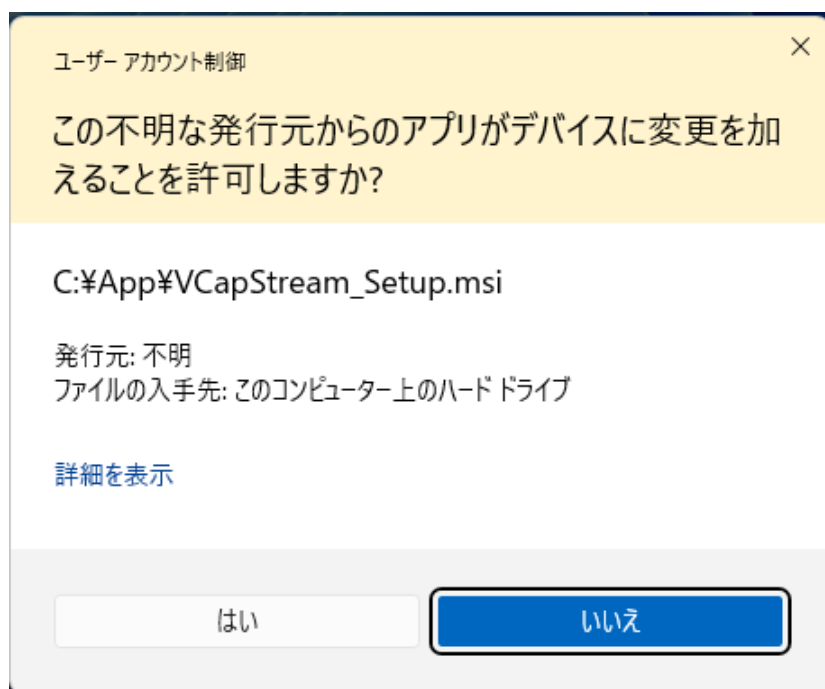 ユーザー アカウント制御
この不明な発行元からのアプリがデバイスに変更を加
えることを許可しますか?
C:¥App¥VCapStream_Setup.msi
発行元: 不明
ファイルの入手先: このコンピューター上のハード ドライブ
詳細を表示
はい
いいえ